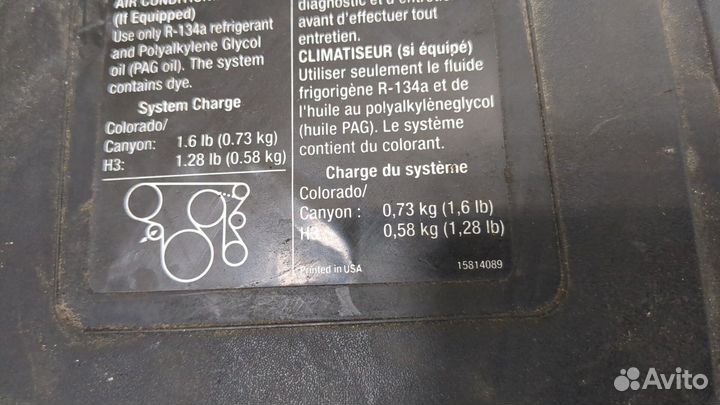 AIR CONDITION
(If Equipped)
Use only R-134a refrigerant
and Polyalkylene Glycol
oil (PAG oil). The system
contains dye.
System Charge
Colorado/
Canyon: 1.6 lb (0.73 kg)
H3: 1.28 lb (0.58 kg)
diagnostic et d'entretien
avant d'effectuer tout
entretien.
CLIMATISEUR (si équipé)
Utiliser seulement le fluide
frigorigène R-134a et de
l'huile au polyalkylèneglycol
(huile PAG). Le système
contient du colorant.
Charge du système
Colorado/
Canyon : 0,73 kg (1,6 lb)
H3 : 0,58 kg (1,28 lb)
Printed in USA
15814089
Avito